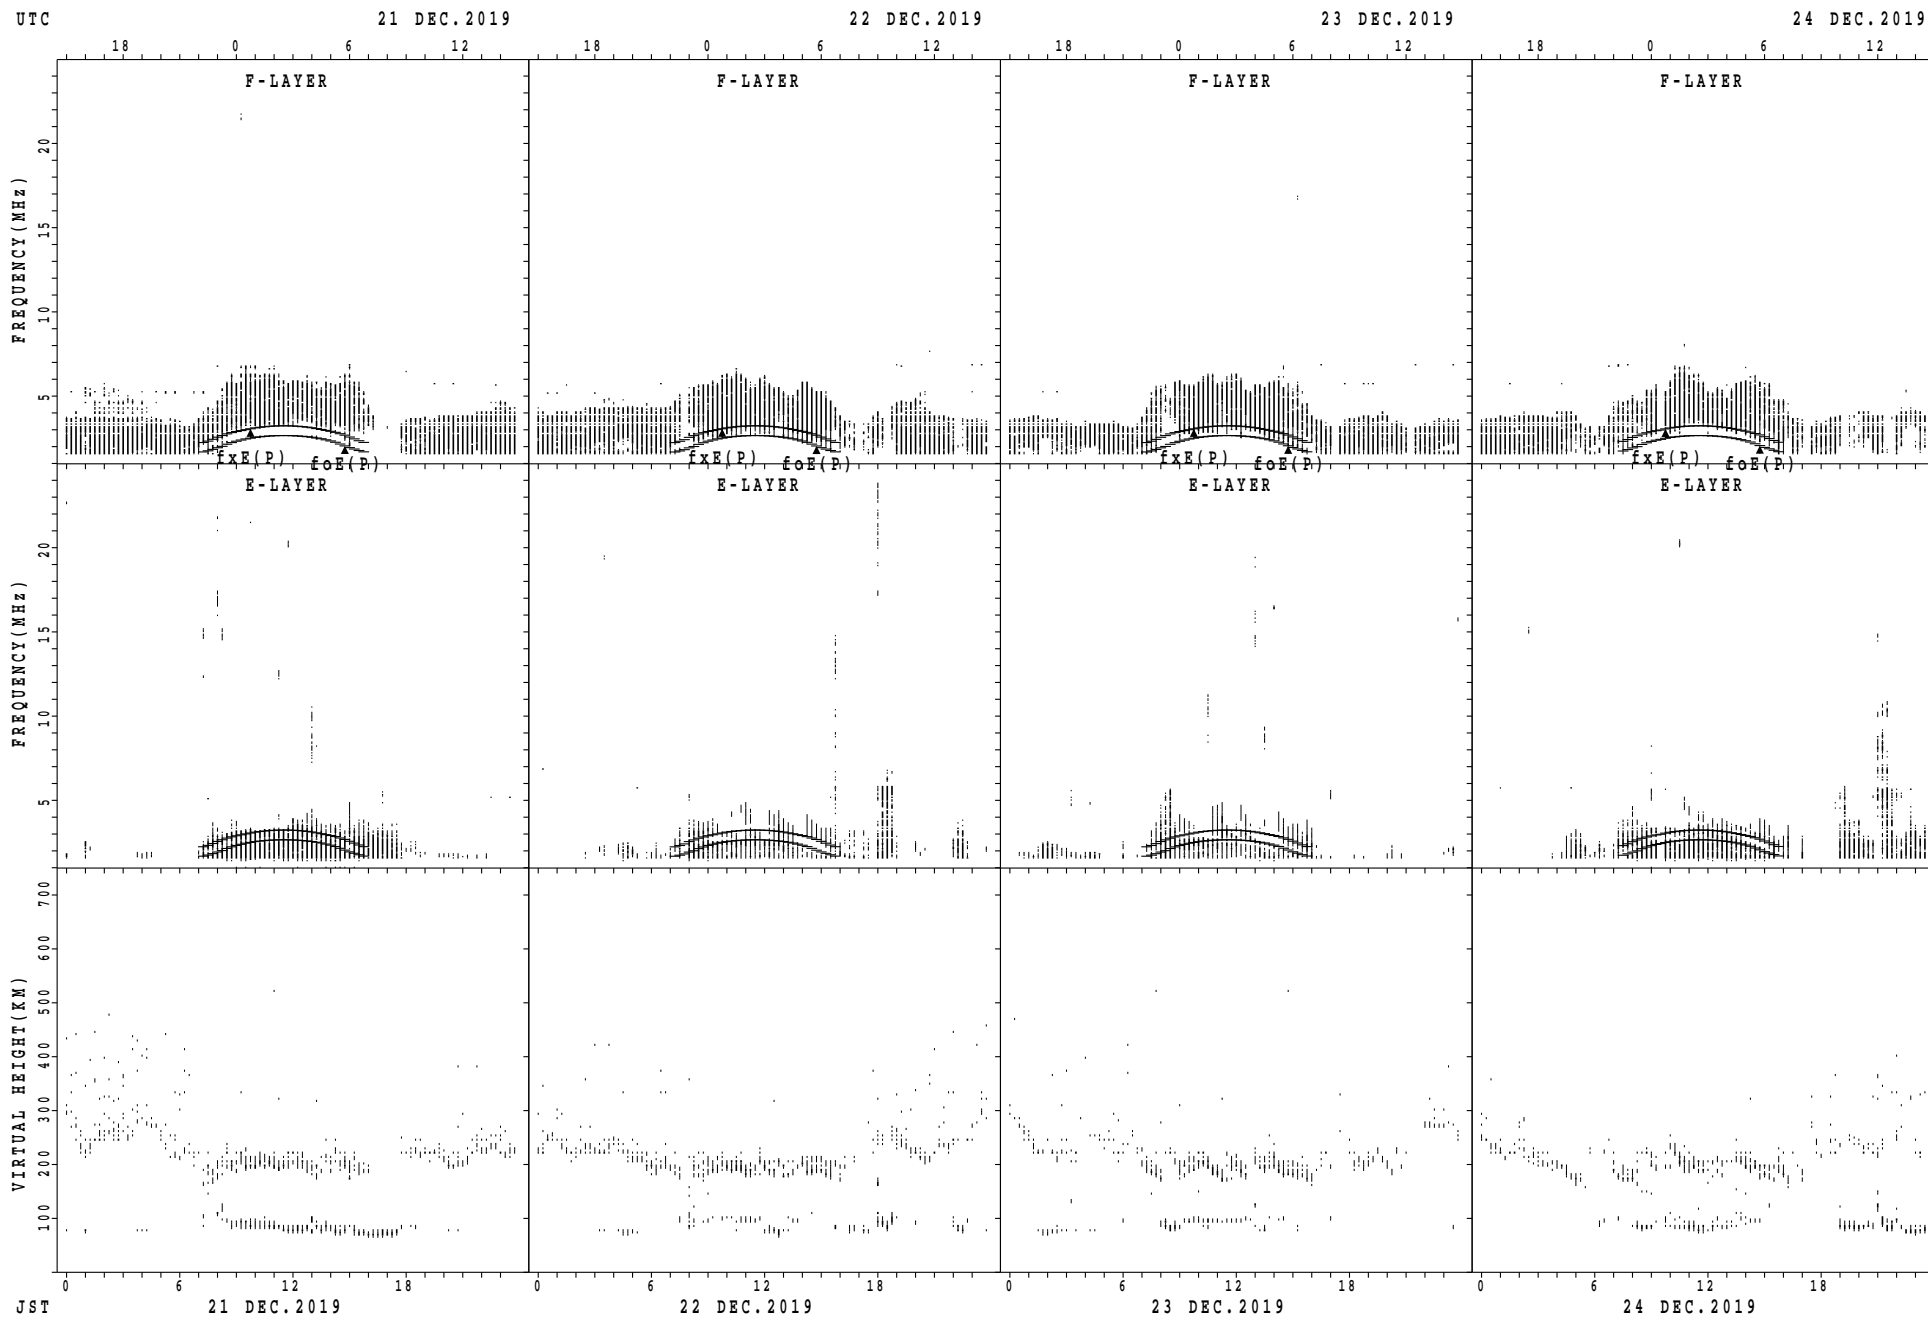 UTC 21 DEC.2019 22 DEC.2019 23 DEC.2019 24 DEC.2019
18 0 6 12 18 0 6 12 18 0 6 12 18 0 6 12
F-LAYER F-LAYER F-LAYER F-LAYER
FREQUENCY(MHz)
20
15
10
5
fxE(P) foE(P) fxE(P) foE(P) fxE(P) foE(P) fxE(P) foE(P)
E-LAYER E-LAYER E-LAYER E-LAYER
FREQUENCY(MHz)
20
15
10
5
VIRTUAL HEIGHT(KM)
700
600
500
400
300
200
100
0 6 12 18 0 6 12 18 0 6 12 18 0 6 12 18
JST 21 DEC.2019 22 DEC.2019 23 DEC.2019 24 DEC.2019